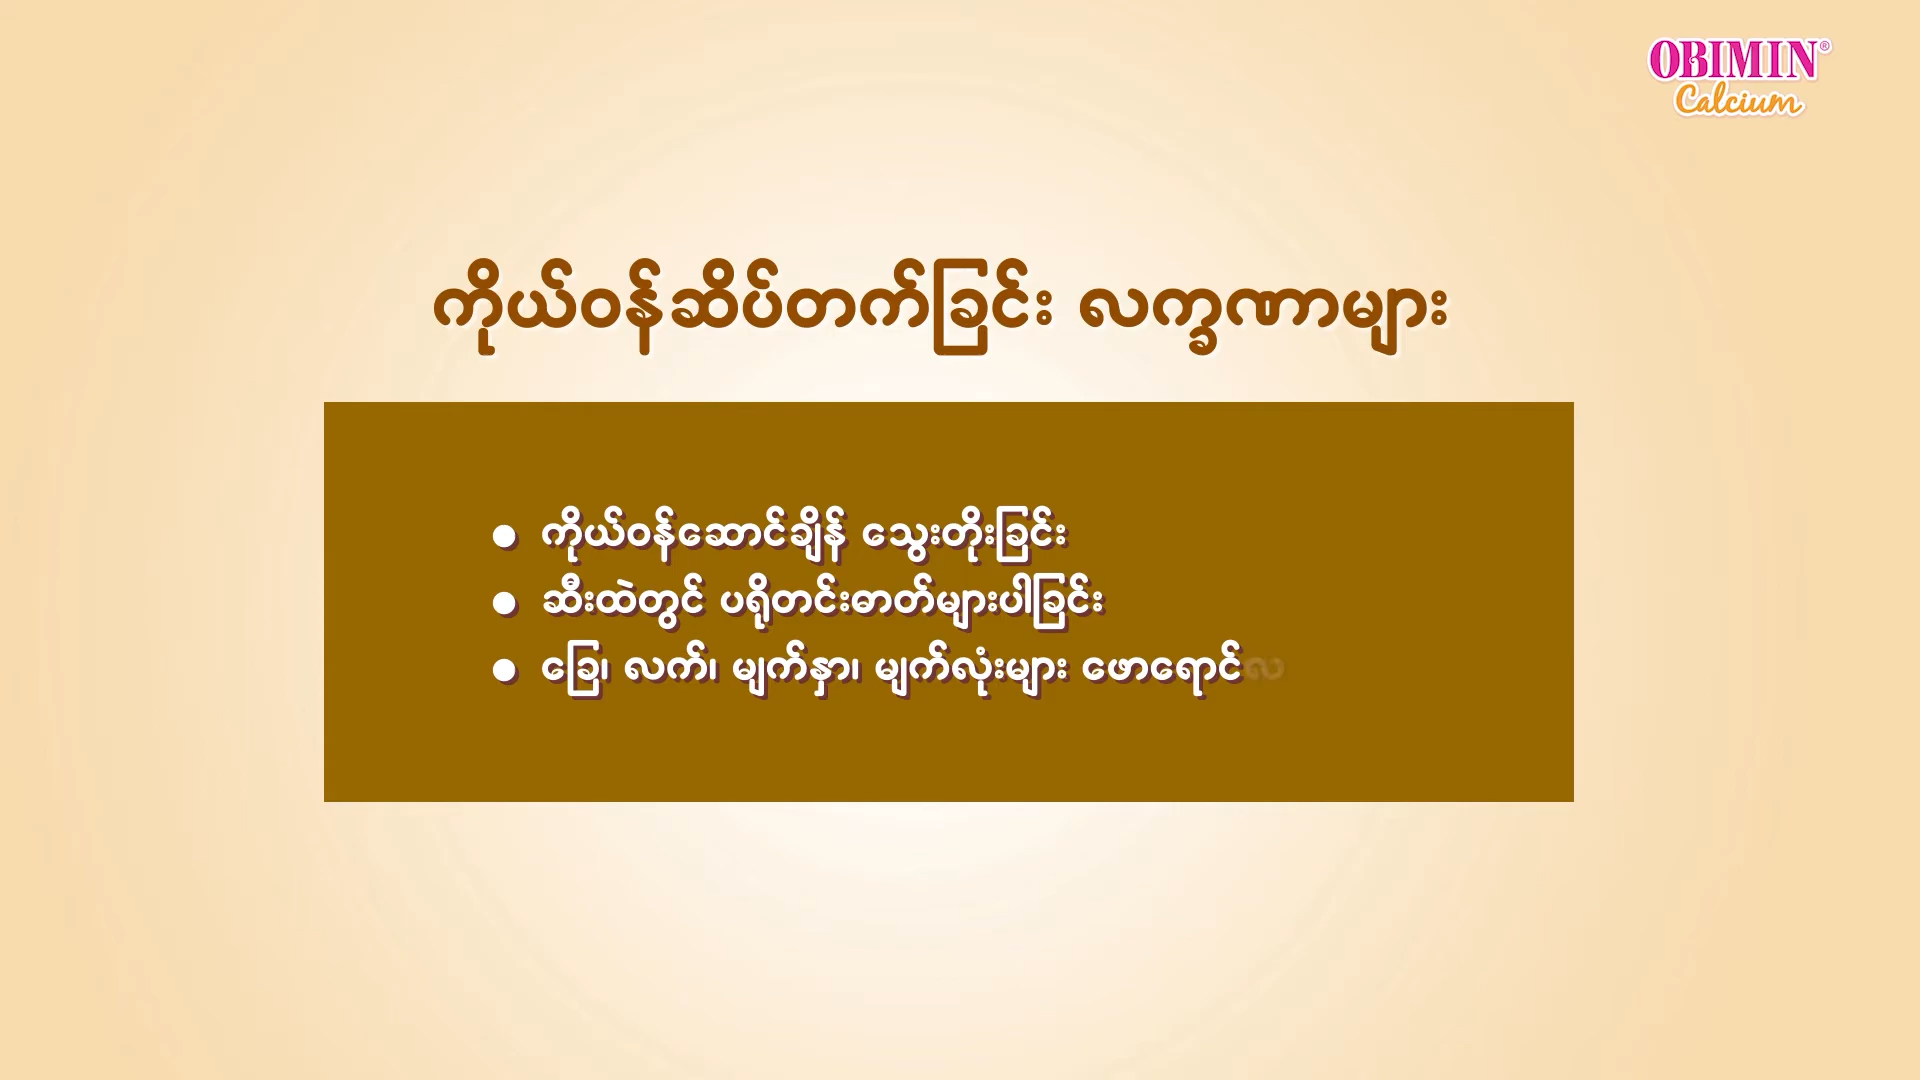 OBIMIN®
Calcium
ကိုယ်ဝန်ဆိပ်တက်ခြင်း လက္ခဏာများ
● ကိုယ်ဝန်ဆောင်ချိန် သွေးတိုးခြင်း
● ဆီးထဲတွင် ပရိုတင်းဓာတ်များပါခြင်း
● ခြေ၊ လက်၊ မျက်နှာ၊ မျက်လုံးများ ဖောရောင်လ